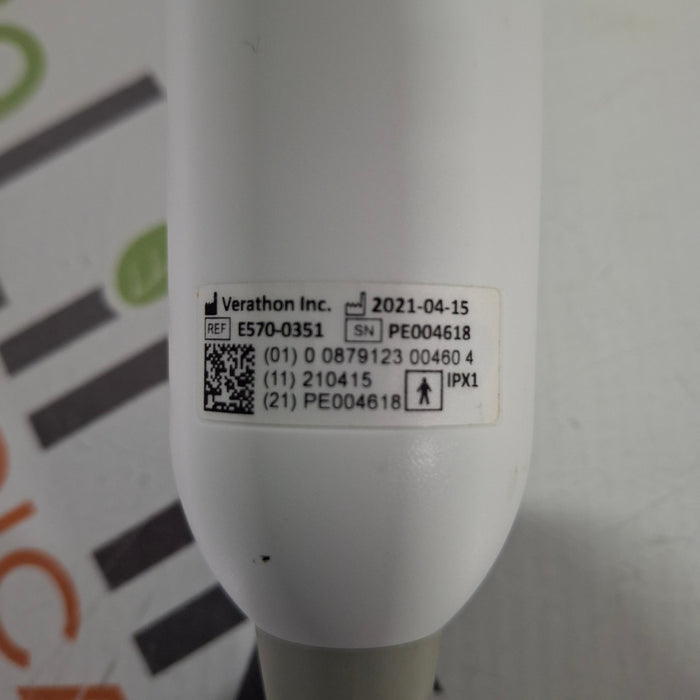 Verathon Inc. 2021-04-15
REF E570-0351 SN PE004618
(01) 0 0879123 00460 4
(11) 210415
IPX1
(21) PE004618